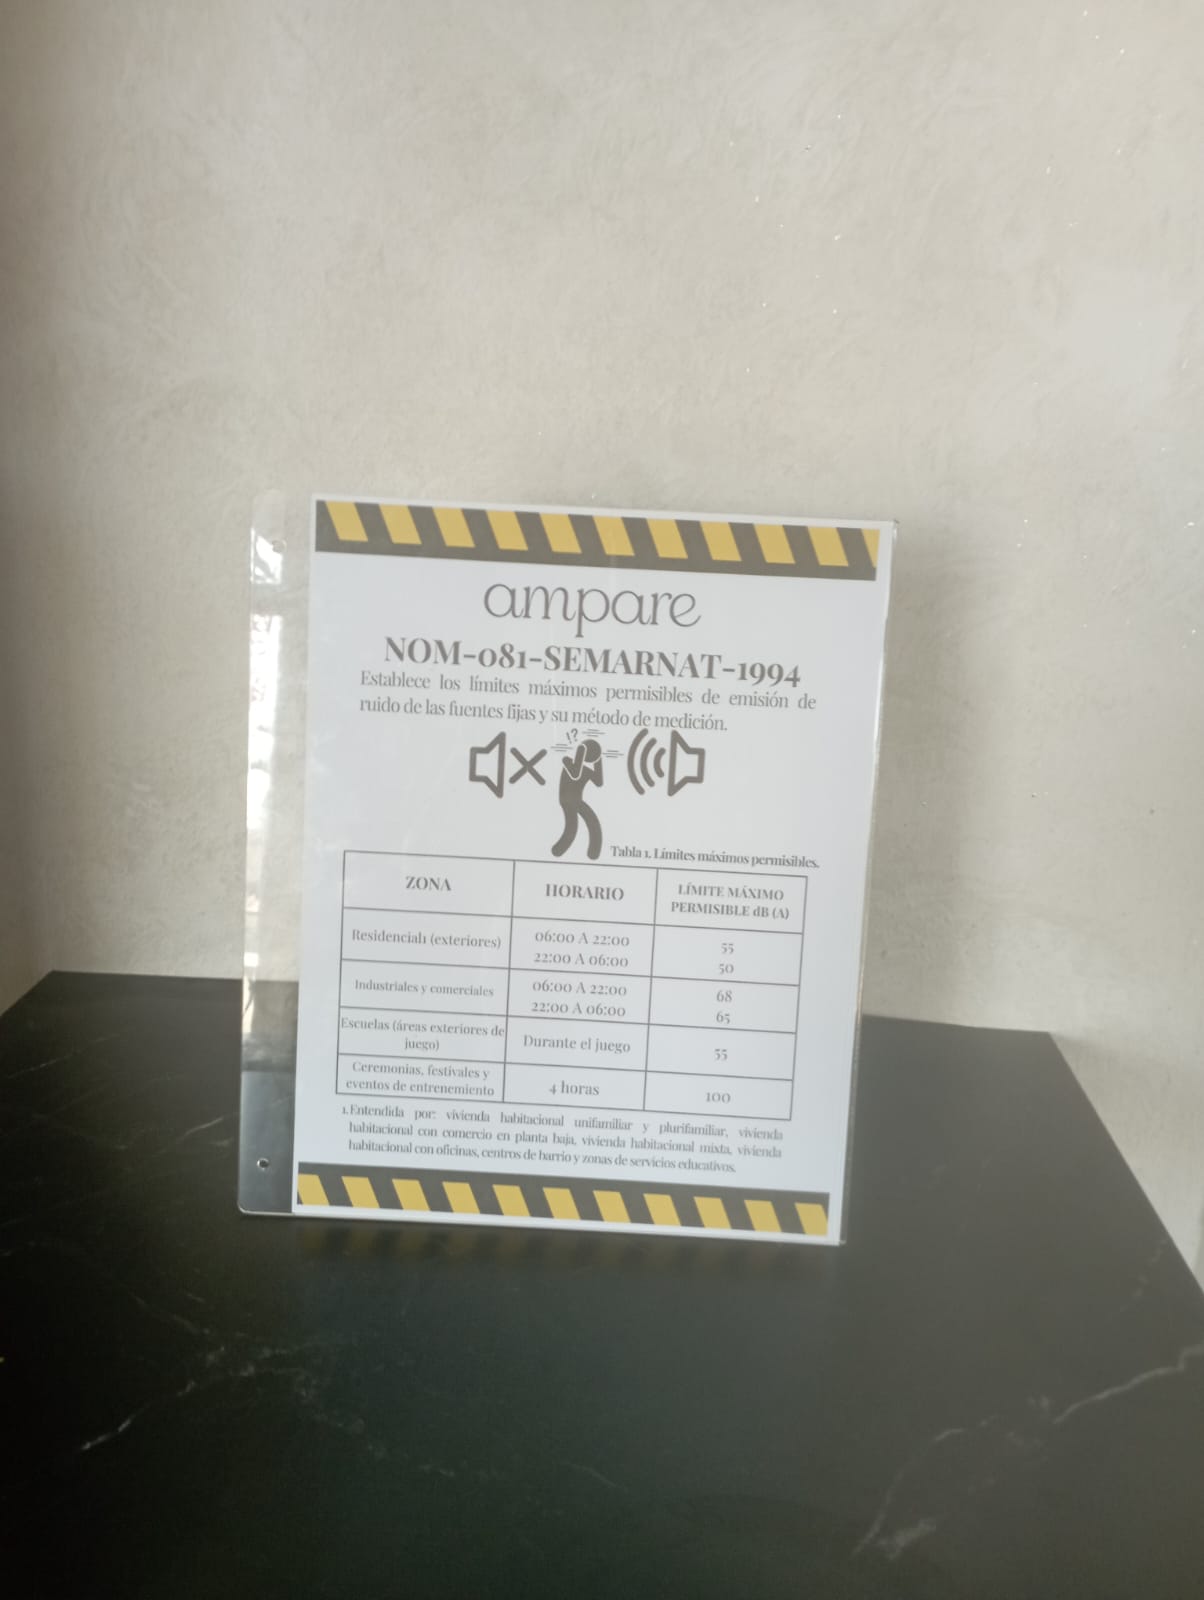 ampare
NOM-081-SEMARNAT-1994
Establece los límites máximos permisibles de emisión de
ruido de las fuentes fijas y su método de medición.
!?
Tabla 1. Límites máximos permisibles.
ZONA
HORARIO
LÍMITE MÁXIMO
PERMISIBLE dB (A)
Residencial1 (exteriores)
06:00 A 22:00
22:00 A 06:00
55
50
Industriales y comerciales
06:00 A 22:00
22:00 A 06:00
68
65
Escuelas (áreas exteriores de
juego)
Durante el juego
55
Ceremonias, festivales y
eventos de entrenemiento
4 horas
100
1. Entendida por: vivienda habitacional unifamiliar y plurifamiliar, vivienda
habitacional con comercio en planta baja, vivienda habitacional mixta, vivienda
habitacional con oficinas, centros de barrio y zonas de servicios educativos.